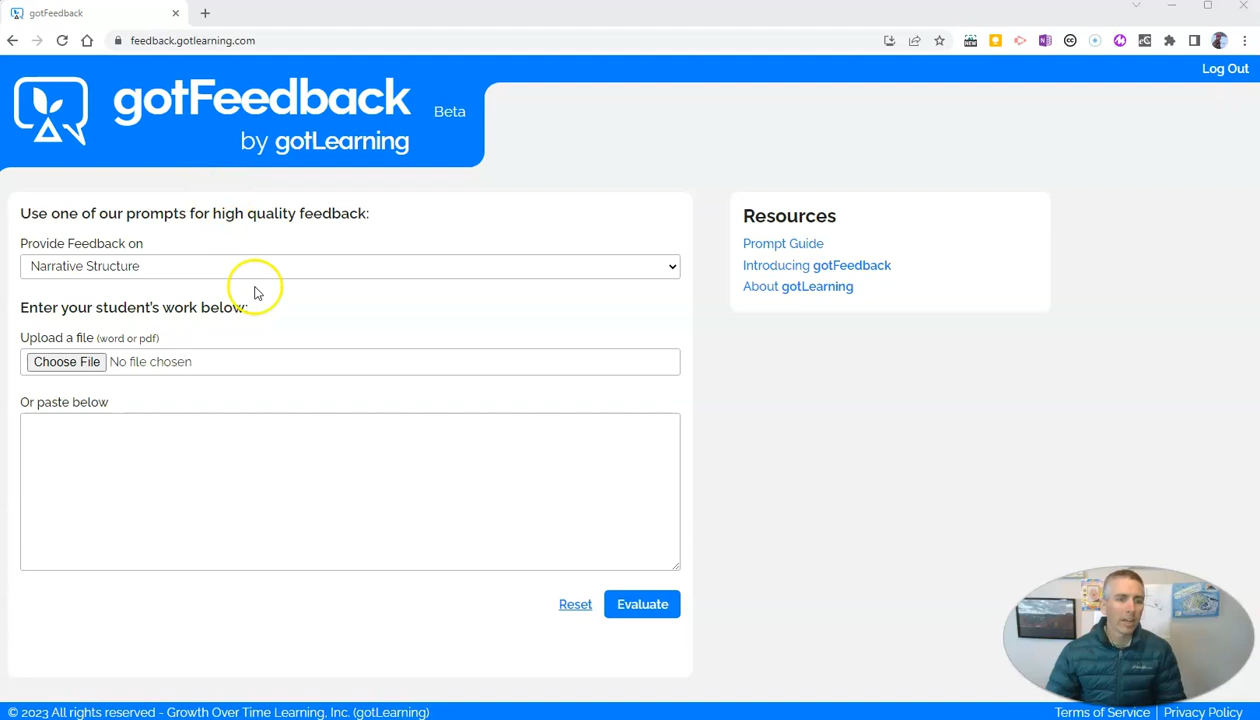 gotFeedback
feedback.gotlearning.com
Log Out
gotFeedback
Beta
by gotLearning
Use one of our prompts for high quality feedback:
Provide Feedback on
Narrative Structure
Enter your student's work below:
Upload a file (word or pdf)
Choose File No file chosen
Or paste below
Reset
Evaluate
Resources
Prompt Guide
Introducing gotFeedback
About gotLearning
© 2023 All rights reserved - Growth Over Time Learning, Inc. (gotLearning)
Terms of Service | Privacy Policy